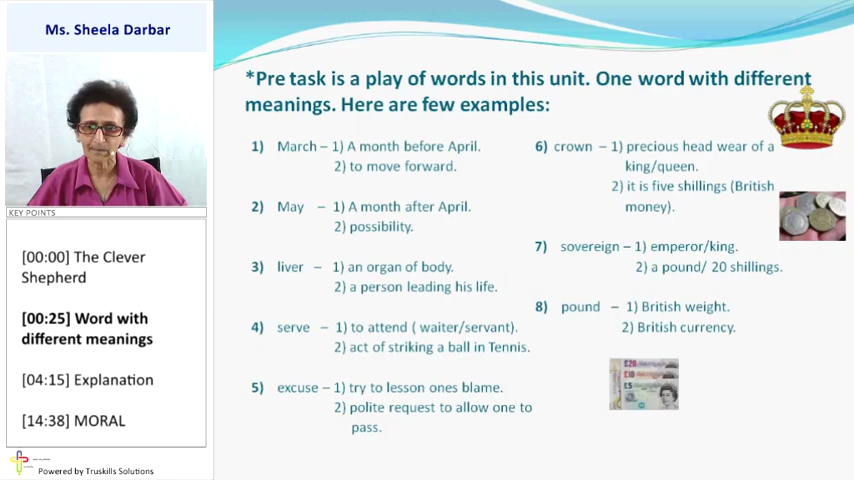 Ms. Sheela Darbar
KEY POINTS
[00:00] The Clever
Shepherd
[00:25] Word with
different meanings
[04:15] Explanation
[14:38] MORAL
Powered by Truskills Solutions
*Pre task is a play of words in this unit. One word with different
meanings. Here are few examples:
1) March – 1) A month before April.
2) to move forward.
2) May – 1) A month after April.
2) possibility.
3) liver – 1) an organ of body.
2) a person leading his life.
4) serve – 1) to attend ( waiter/servant).
2) act of striking a ball in Tennis.
5) excuse – 1) try to lesson ones blame.
2) polite request to allow one to
pass.
6) crown – 1) precious head wear of a
king/queen.
2) it is five shillings (British
money).
7) sovereign – 1) emperor/king.
2) a pound/ 20 shillings.
8) pound – 1) British weight.
2) British currency.
£20
£10
£5